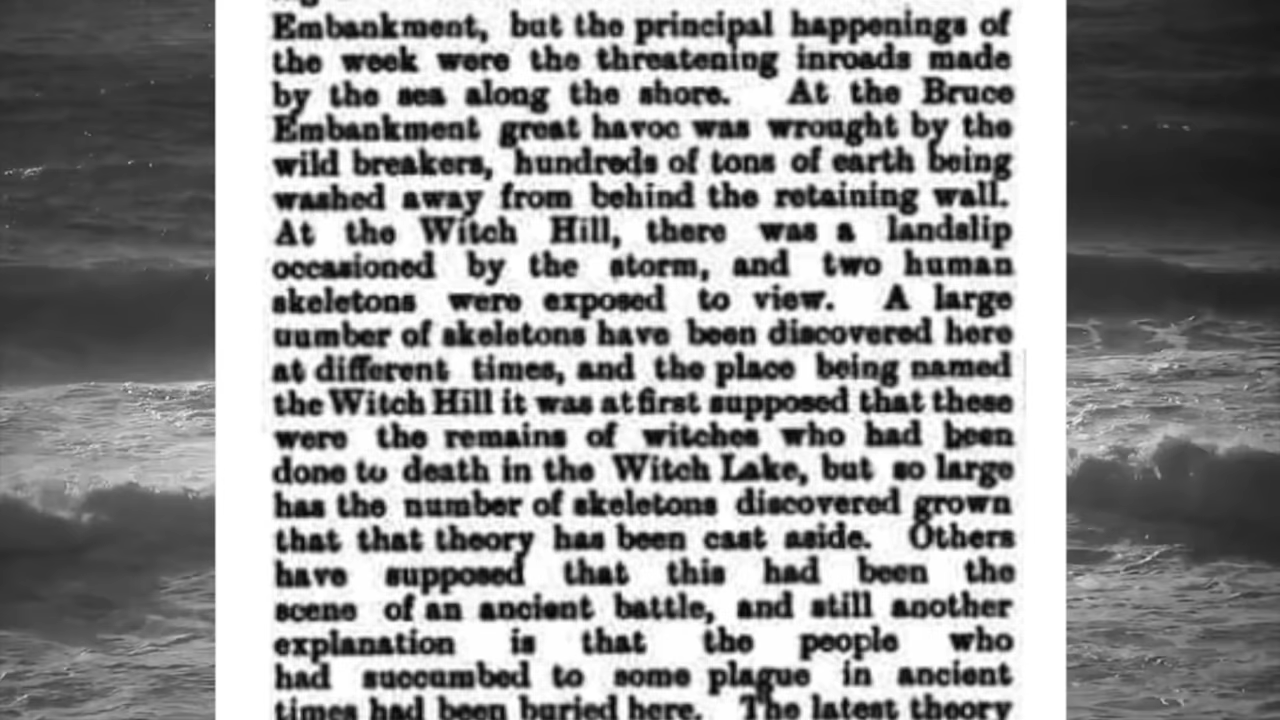 Embankment, but the principal happenings of
the week were the threatening inroads made
by the sea along the shore. At the Bruce
Embankment great havoc was wrought by the
wild breakers, hundreds of tons of earth being
washed away from behind the retaining wall.
At the Witch Hill, there was a landslip
occasioned by the storm, and two human
skeletons were exposed to view. A large
uumber of skeletons have been discovered here
at different times, and the place being named
the Witch Hill it was at first supposed that these
were the remains of witches who had been
done to death in the Witch Lake, but so large
has the number of skeletons discovered grown
that that theory has been cast aside. Others
have supposed that this had been the
scene of an ancient battle, and still another
explanation is that the people who
had succumbed to some plague in ancient
times had been buried here. The latest theory